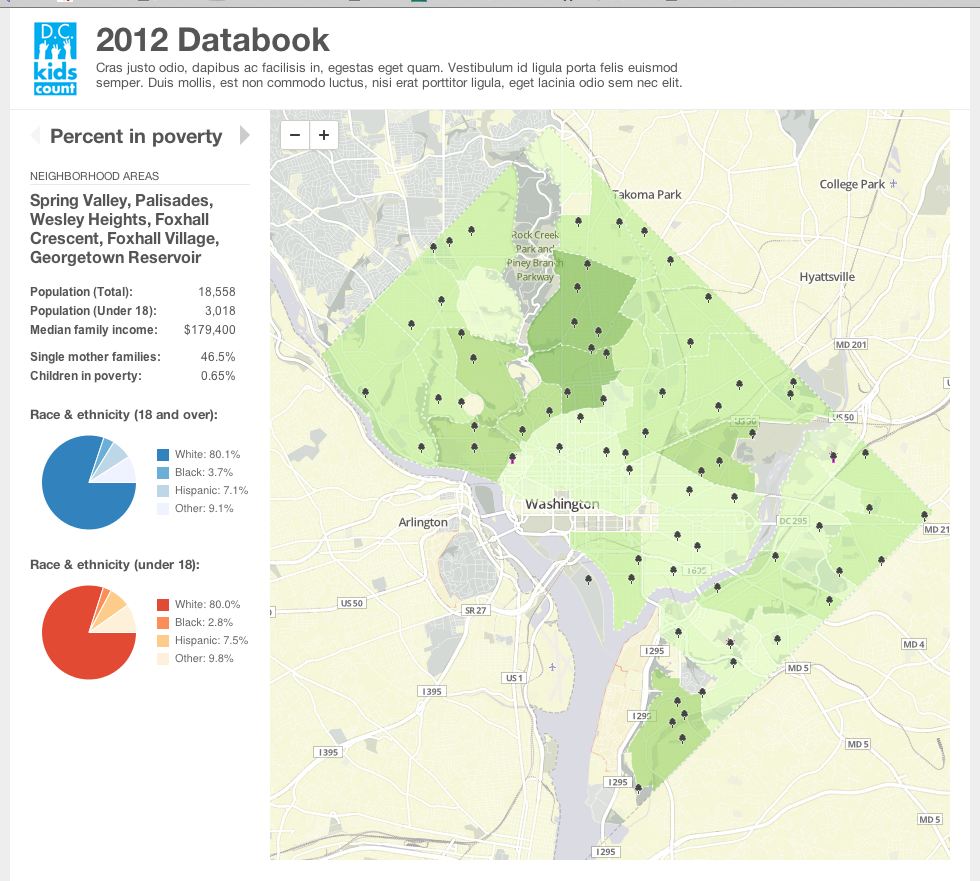 D.C.
kids
count
2012 Databook
Cras justo odio, dapibus ac facilisis in, egestas eget quam. Vestibulum id ligula porta felis euismod
semper. Duis mollis, est non commodo luctus, nisi erat porttitor ligula, eget lacinia odio sem nec elit.
Percent in poverty
NEIGHBORHOOD AREAS
Spring Valley, Palisades,
Wesley Heights, Foxhall
Crescent, Foxhall Village,
Georgetown Reservoir
Population (Total): 18,558
Population (Under 18): 3,018
Median family income: $179,400
Single mother families: 46.5%
Children in poverty: 0.65%
Race & ethnicity (18 and over):
White: 80.1%
Black: 3.7%
Hispanic: 7.1%
Other: 9.1%
Race & ethnicity (under 18):
White: 80.0%
Black: 2.8%
Hispanic: 7.5%
Other: 9.8%
− +
Takoma Park
College Park
Rock Creek
Park and
Piney Branch
Parkway
Hyattsville
MD 201
US 50
US 50
Washington
Arlington
DC 295
MD 21
I 695
US 50
SR 27
I 295
MD 4
MD 5
US 1
I 395
I 295
MD 5
I 395
I 295
MD 5
I 295